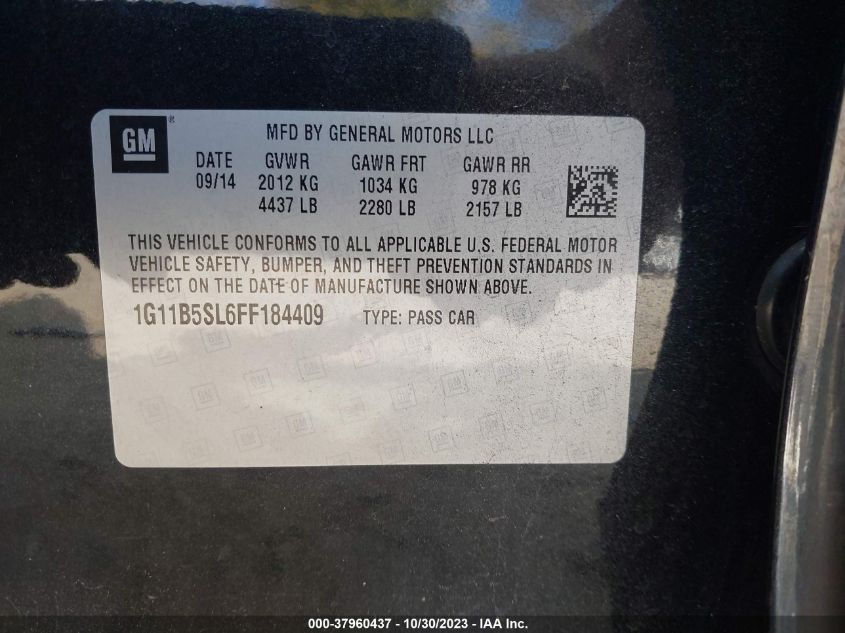 GM ® MFD BY GENERAL MOTORS LLC
DATE GVWR GAWR FRT GAWR RR
09/14 2012 KG 1034 KG 978 KG
4437 LB 2280 LB 2157 LB
THIS VEHICLE CONFORMS TO ALL APPLICABLE U.S. FEDERAL MOTOR
VEHICLE SAFETY, BUMPER, AND THEFT PREVENTION STANDARDS IN
EFFECT ON THE DATE OF MANUFACTURE SHOWN ABOVE.
1G11B5SL6FF184409 TYPE: PASS CAR
000-37960437 - 10/30/2023 - IAA Inc.